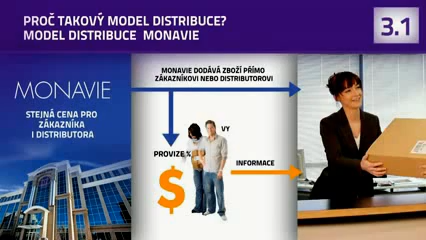 PROČ TAKOVÝ MODEL DISTRIBUCE?
MODEL DISTRIBUCE MONAVIE
3.1
MONAVIE
STEJNÁ CENA PRO
ZÁKAZNÍKA
I DISTRIBUTORA
MONAVIE DODÁVÁ ZBOŽÍ PŘÍMO
ZÁKAZNÍKOVI NEBO DISTRIBUTOROVI
VY
PROVIZE %
INFORMACE
$